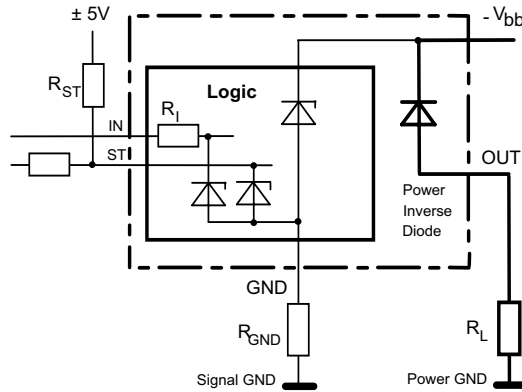 ± 5V
- Vbb
RST
Logic
IN
RI
ST
OUT
Power
Inverse
Diode
GND
RGND
RL
Signal GND
Power GND